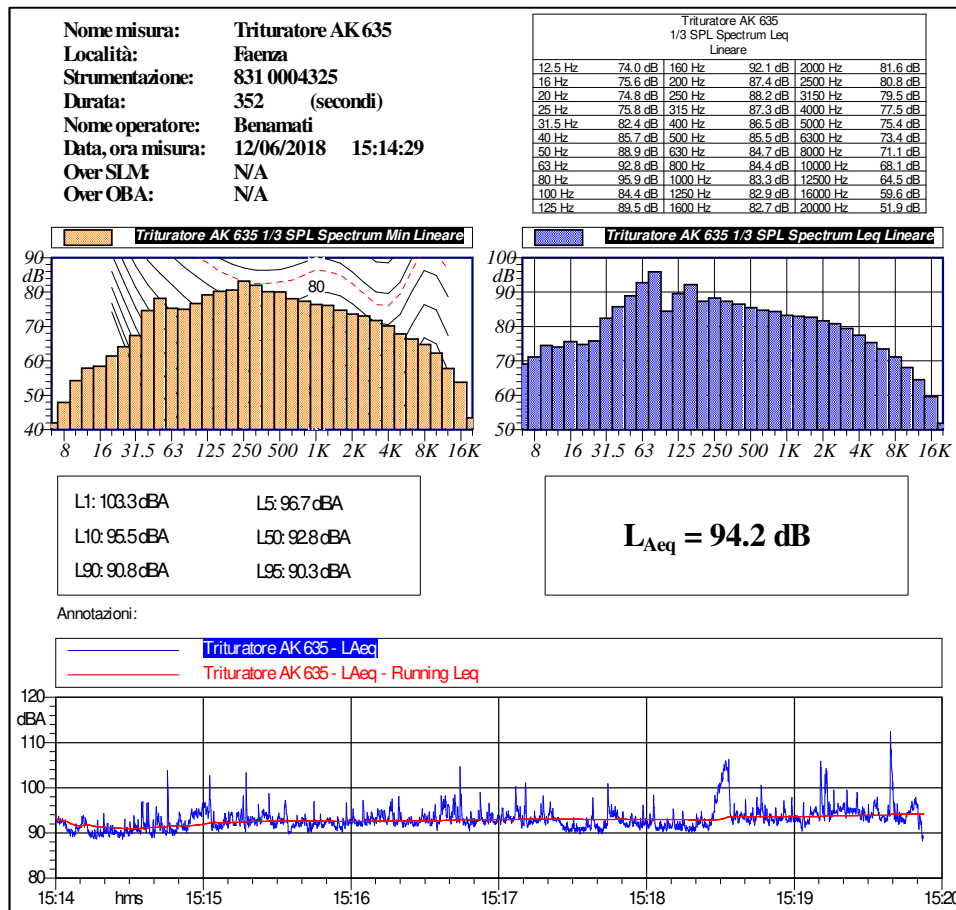 Nome misura: Trituratore AK 635
Località: Faenza
Strumentazione: 831 0004325
Durata: 352 (secondi)
Nome operatore: Benamati
Data, ora misura: 12/06/2018 15:14:29
Over SLM: N/A
Over OBA: N/A
Trituratore AK 635
1/3 SPL Spectrum Leq
Lineare
12.5 Hz 74.0 dB 160 Hz 92.1 dB 2000 Hz 81.6 dB
16 Hz 75.6 dB 200 Hz 87.4 dB 2500 Hz 80.8 dB
20 Hz 74.8 dB 250 Hz 88.2 dB 3150 Hz 79.5 dB
25 Hz 75.8 dB 315 Hz 87.3 dB 4000 Hz 77.5 dB
31.5 Hz 82.4 dB 400 Hz 86.5 dB 5000 Hz 75.4 dB
40 Hz 85.7 dB 500 Hz 85.5 dB 6300 Hz 73.4 dB
50 Hz 88.9 dB 630 Hz 84.7 dB 8000 Hz 71.1 dB
63 Hz 92.8 dB 800 Hz 84.4 dB 10000 Hz 68.1 dB
80 Hz 95.9 dB 1000 Hz 83.3 dB 12500 Hz 64.5 dB
100 Hz 84.4 dB 1250 Hz 82.9 dB 16000 Hz 59.6 dB
125 Hz 89.5 dB 1600 Hz 82.7 dB 20000 Hz 51.9 dB
Trituratore AK 635 1/3 SPL Spectrum Min Lineare
90
dB
80
70
60
50
40
80
8 16 31.5 63 125 250 500 1K 2K 4K 8K 16K
Trituratore AK 635 1/3 SPL Spectrum Leq Lineare
100
dB
90
80
70
60
50
8 16 31.5 63 125 250 500 1K 2K 4K 8K 16K
L1: 103.3 dBA L5: 96.7 dBA
L10: 95.5 dBA L50: 92.8 dBA
L90: 90.8 dBA L95: 90.3 dBA
LAeq = 94.2 dB
Annotazioni:
Trituratore AK 635 - LAeq
Trituratore AK 635 - LAeq - Running Leq
120
dBA
110
100
90
80
15:14 hms 15:15 15:16 15:17 15:18 15:19 15:20